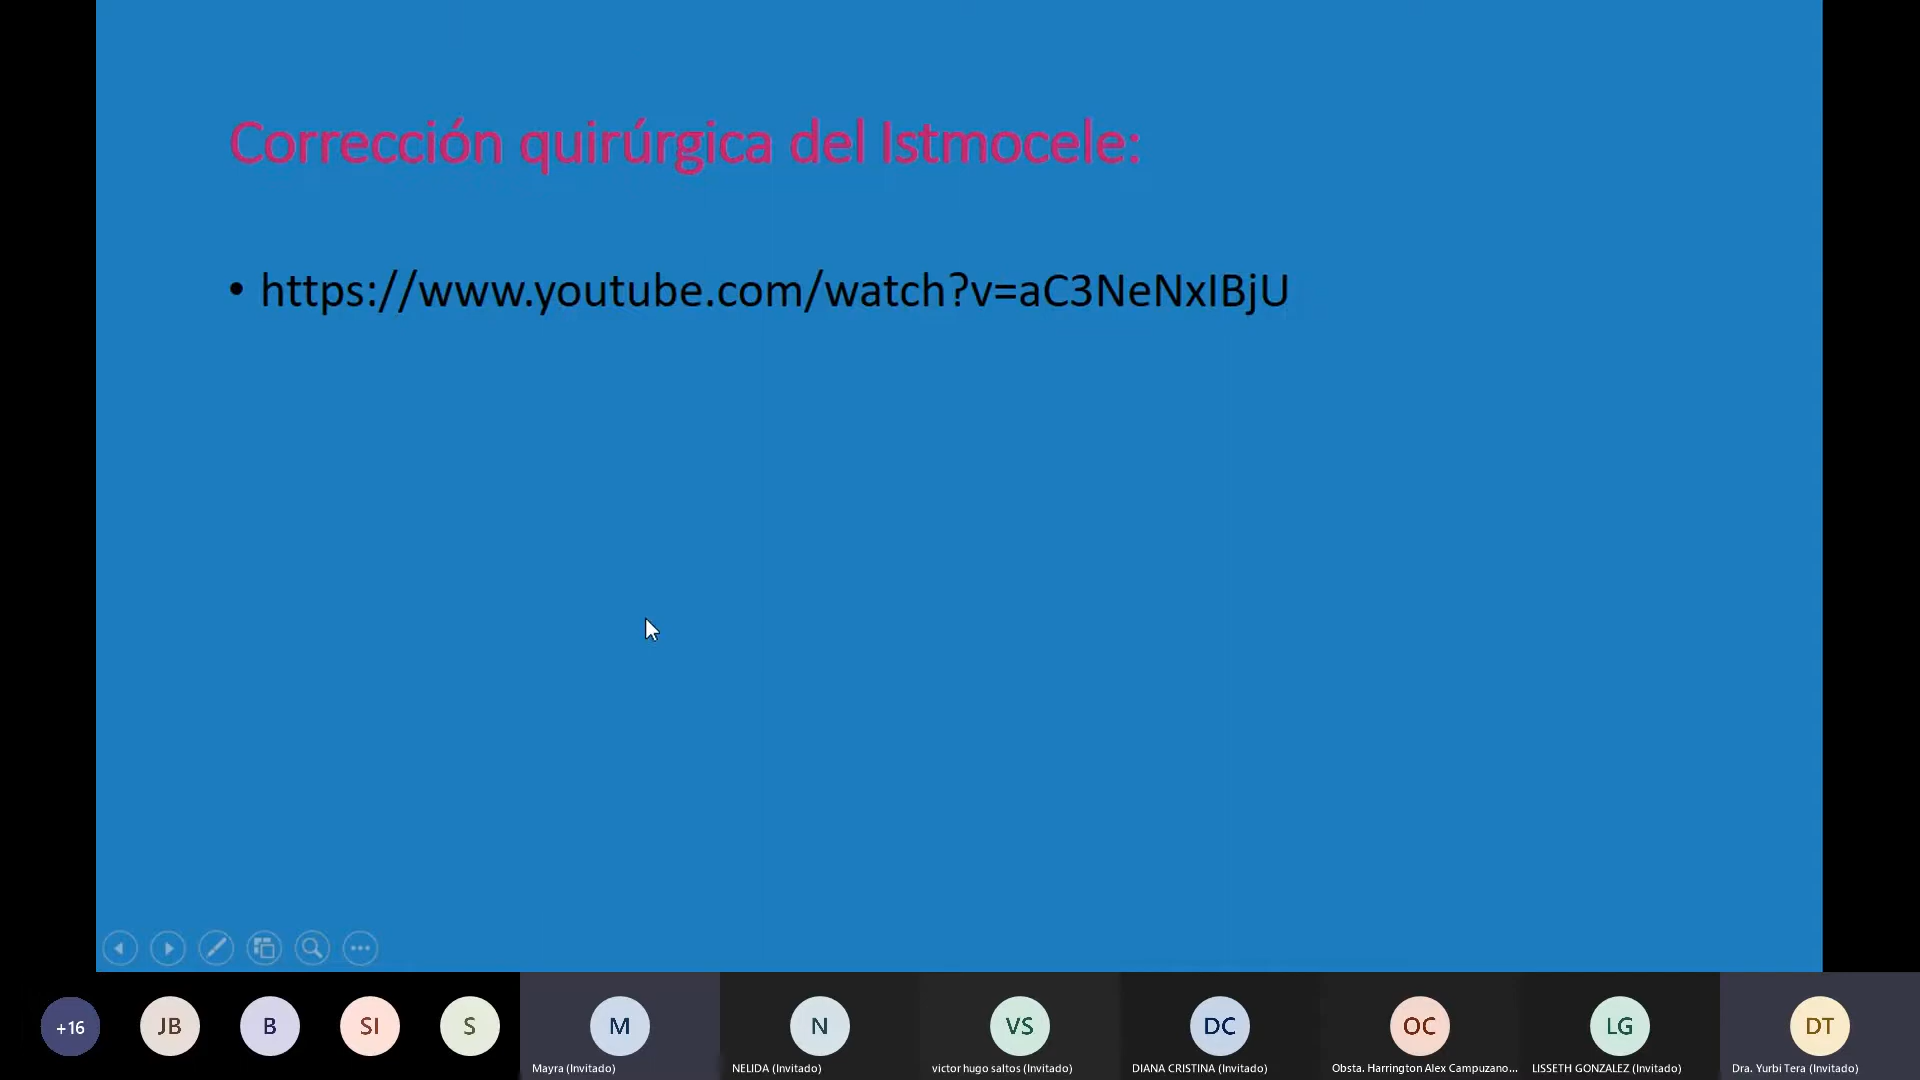 Corrección quirúrgica del Istmocele:
• https://www.youtube.com/watch?v=aC3NeNxIBjU
+16
JB
B
SI
S
M
N
VS
DC
OC
LG
DT
Mayra (Invitado)
NELIDA (Invitado)
victor hugo saltos (Invitado)
DIANA CRISTINA (Invitado)
Obsta. Harrington Alex Campuzano...
LISSETH GONZALEZ (Invitado)
Dra. Yurbi Tera (Invitado)